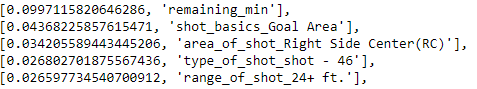 [0.0997115820646286, 'remaining_min'],
[0.04368225857615471, 'shot_basics_Goal Area'],
[0.034205589443445206, 'area_of_shot_Right Side Center(RC)'],
[0.026802701875567436, 'type_of_shot_shot - 46'],
[0.026597734540700912, 'range_of_shot_24+ ft.'],